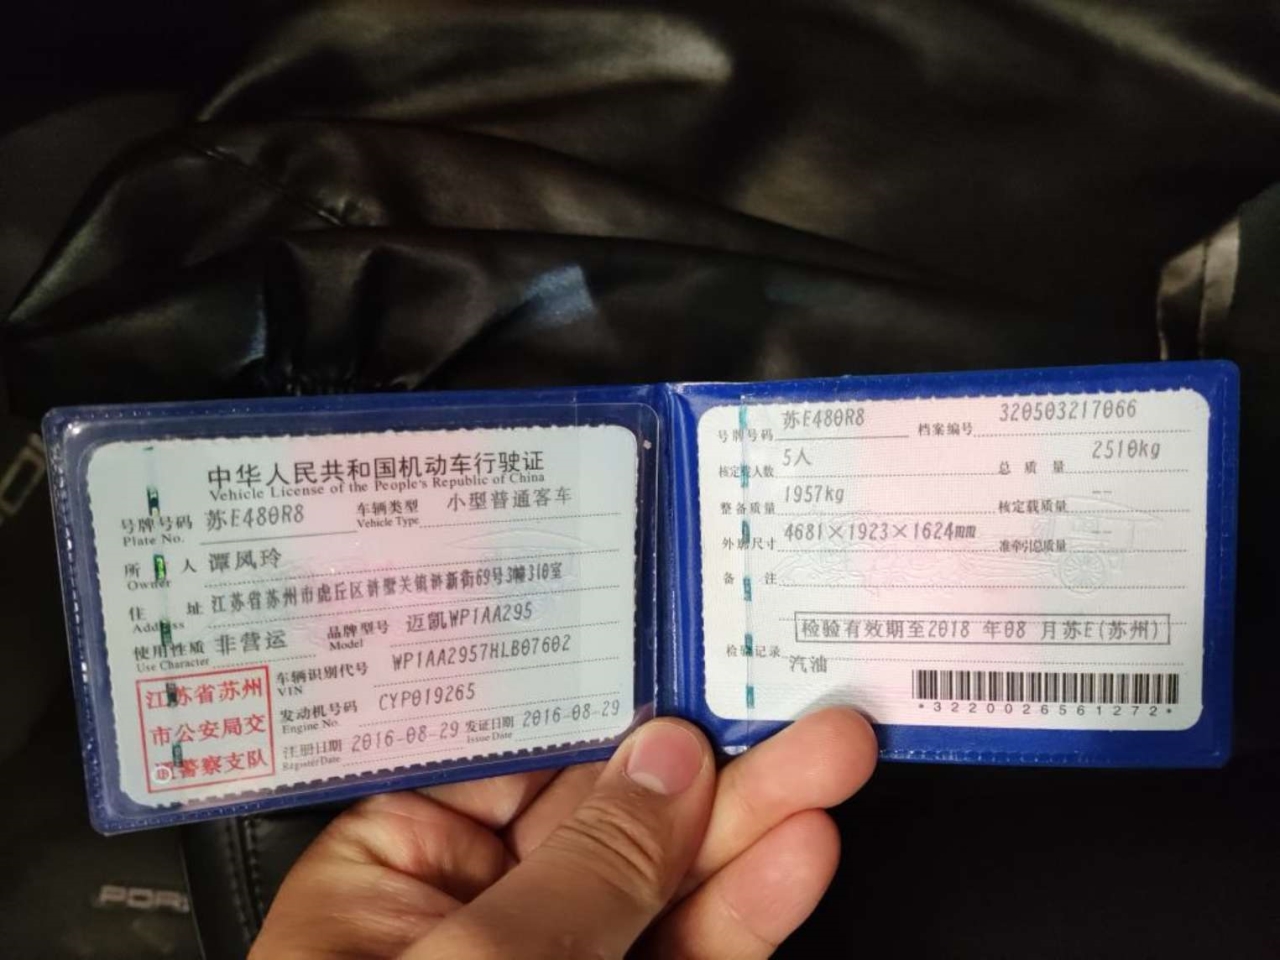 中华人民共和国机动车行驶证
Vehicle License of the People's Republic of China
号牌号码 苏E480R8 车辆类型 小型普通客车
Plate No. Vehicle Type
所 人 潭凤玲
Owner
住 址 江苏省苏州市虎丘区浒墅关镇浒新街69号3幢310室
Address
使用性质 非营运 品牌型号 迈凯WP1AA295
Use Character Model
车辆识别代号 WP1AA2957HLB07602
VIN
发动机号码 CYP019265
Engine No.
注册日期 2016-08-29 发证日期 2016-08-29
Register Date Issue Date
江苏省苏州
市公安局交
警察支队
号牌号码 苏E480R8 档案编号 320503217066
核定载人数 5人 总质量 2510kg
整备质量 1957kg 核定载质量 --
外廓尺寸 4681×1923×1624mm 准牵引总质量 --
备 注
检验有效期至2018 年08 月苏E(苏州)
检验记录
汽油
*3220026561272*
POR